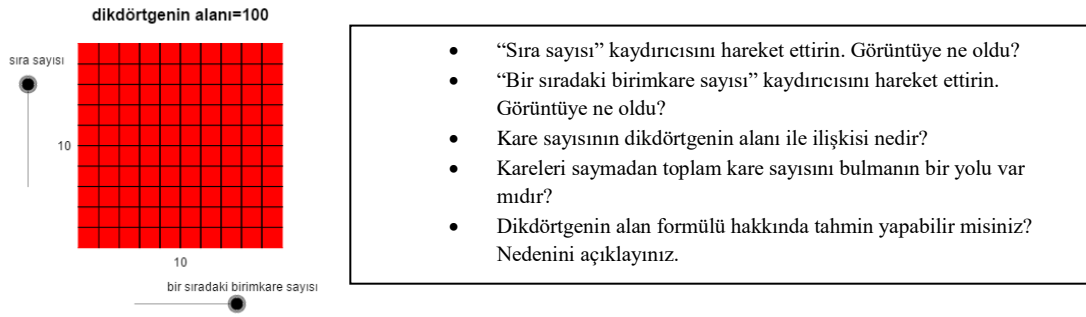 dikdörtgenin alanı=100
sıra sayısı
10
10
bir sıradaki birimkare sayısı
• “Sıra sayısı” kaydırıcısını hareket ettirin. Görüntüye ne oldu?
• “Bir sıradaki birimkare sayısı” kaydırıcısını hareket ettirin.
Görüntüye ne oldu?
• Kare sayısının dikdörtgenin alanı ile ilişkisi nedir?
• Kareleri saymadan toplam kare sayısını bulmanın bir yolu var
mıdır?
• Dikdörtgenin alan formülü hakkında tahmin yapabilir misiniz?
Nedenini açıklayınız.